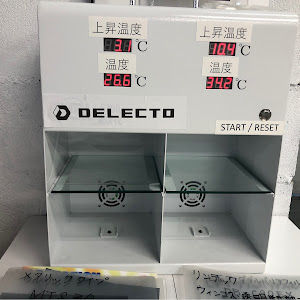 上昇温度
3.1 ℃
温度
26.6 ℃
上昇温度
10.4 ℃
温度
34.2 ℃
DELECTO
START / RESET